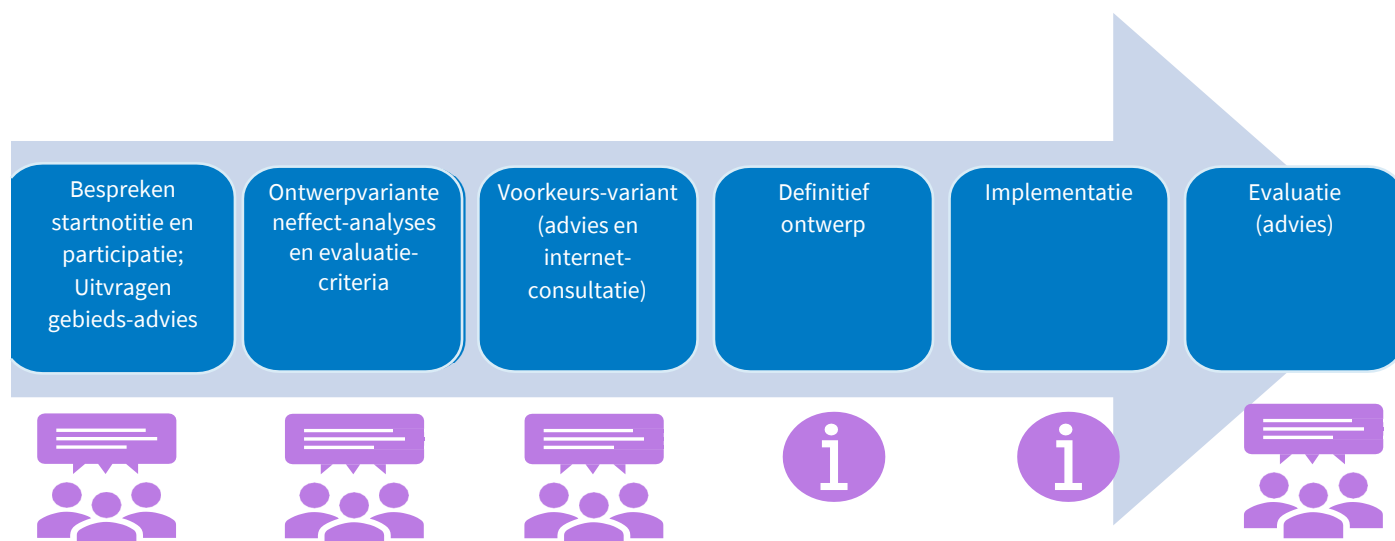 Bespreken
startnotitie en
participatie;
Uitvragen
gebieds-advies
Ontwerpvariante
neffect-analyses
en evaluatie-
criteria
Voorkeurs-variant
(advies en
internet-
consultatie)
Definitief
ontwerp
Implementatie
Evaluatie
(advies)
i
i